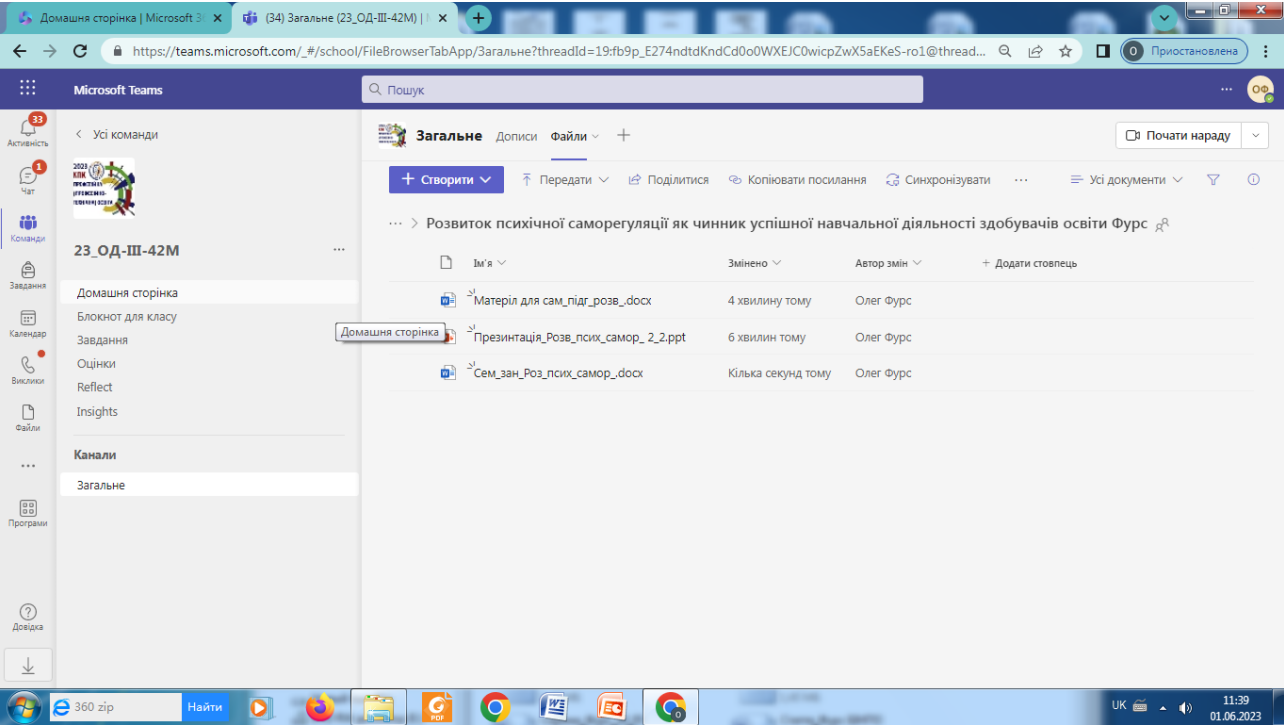 Домашня сторінка | Microsoft 3
(34) Загальне (23_ОД-ІІІ-42М) |
https://teams.microsoft.com/_#/school/FileBrowserTabApp/Загальне?threadId=19:fb9p_E274ndtdKndCd0o0WXEJC0wicpZwX5aEKeS-ro1@thread...
О Приостановлена
Microsoft Teams
Пошук
ОФ
33
Активність
1
Чат
Команди
Завдання
Календар
Виклики
Файли
Програми
Довідка
Усі команди
2023
КПК
23_ОД-ІІІ-42М
Домашня сторінка
Блокнот для класу
Домашня сторінка
Завдання
Оцінки
Reflect
Insights
Канали
Загальне
Загальне Дописи Файли
Почати нараду
Створити Передати Поділитися Копіювати посилання Синхронізувати ... Усі документи
... > Розвиток психічної саморегуляції як чинник успішної навчальної діяльності здобувачів освіти Фурс
Ім'я Змінено Автор змін + Додати стовпець
Матеріл для сам_підг_розв_.docx 4 хвилину тому Олег Фурс
Презинтація_Розв_псих_самор_ 2_2.ppt 6 хвилин тому Олег Фурс
Сем_зан_Роз_псих_самор_.docx Кілька секунд тому Олег Фурс
360 zip Найти
PDF
UK
11:39
01.06.2023